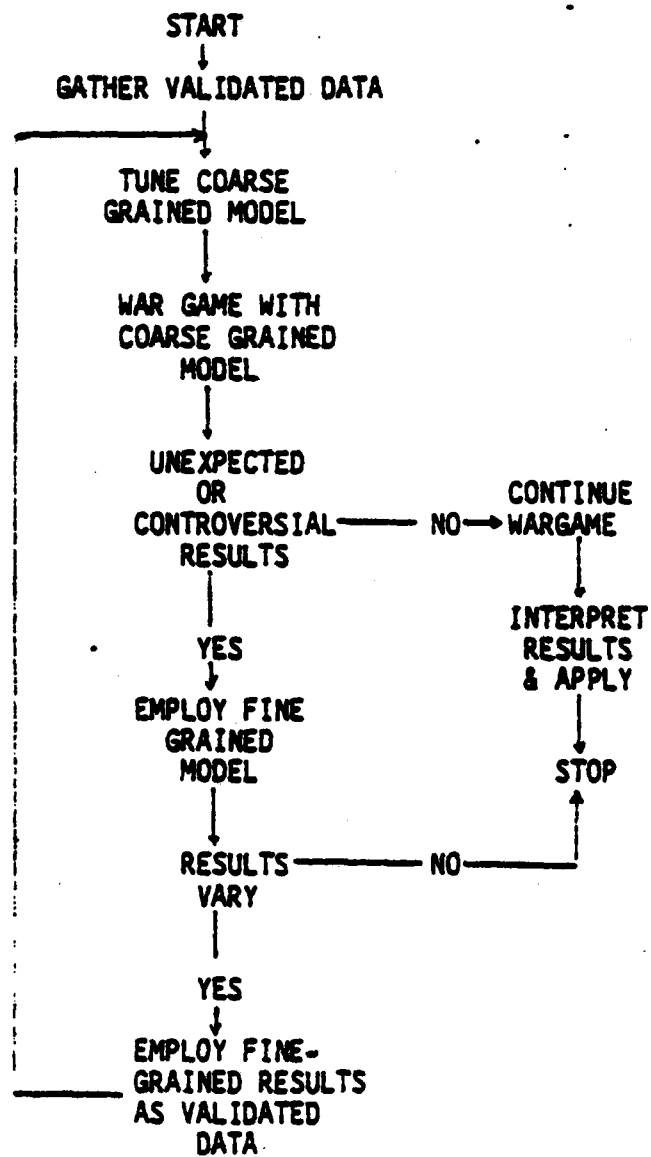 START
GATHER VALIDATED DATA
TUNE COARSE
GRAINED MODEL
WAR GAME WITH
COARSE GRAINED
MODEL
UNEXPECTED
OR
CONTROVERSIAL
RESULTS
NO
CONTINUE
WARGAME
INTERPRET
RESULTS
& APPLY
STOP
YES
EMPLOY FINE
GRAINED
MODEL
RESULTS
VARY
NO
YES
EMPLOY FINE-
GRAINED RESULTS
AS VALIDATED
DATA